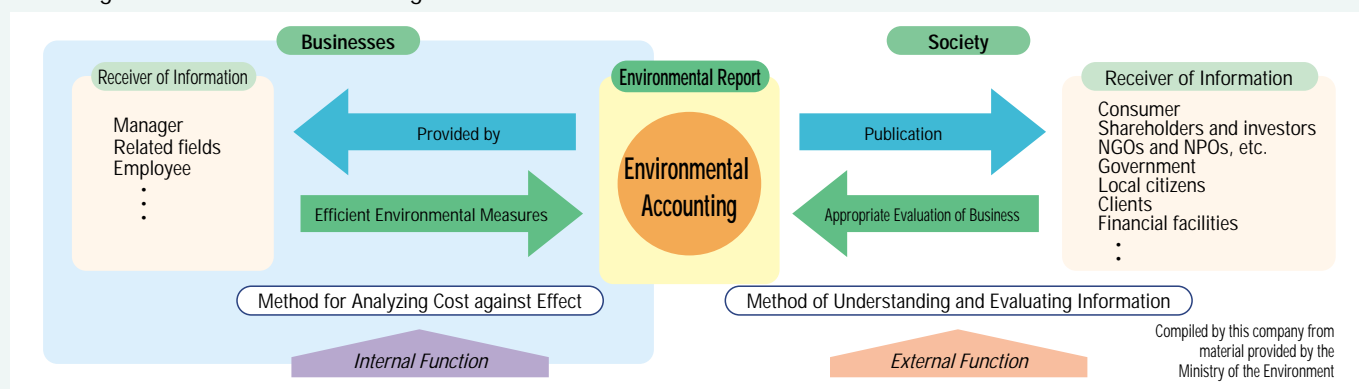 Businesses
Society
Receiver of Information
Manager
Related fields
Employee
Provided by
Efficient Environmental Measures
Environmental Report
Environmental
Accounting
Publication
Appropriate Evaluation of Business
Receiver of Information
Consumer
Shareholders and investors
NGOs and NPOs, etc.
Government
Local citizens
Clients
Financial facilities
Method for Analyzing Cost against Effect
Method of Understanding and Evaluating Information
Internal Function
External Function
Compiled by this company from
material provided by the
Ministry of the Environment